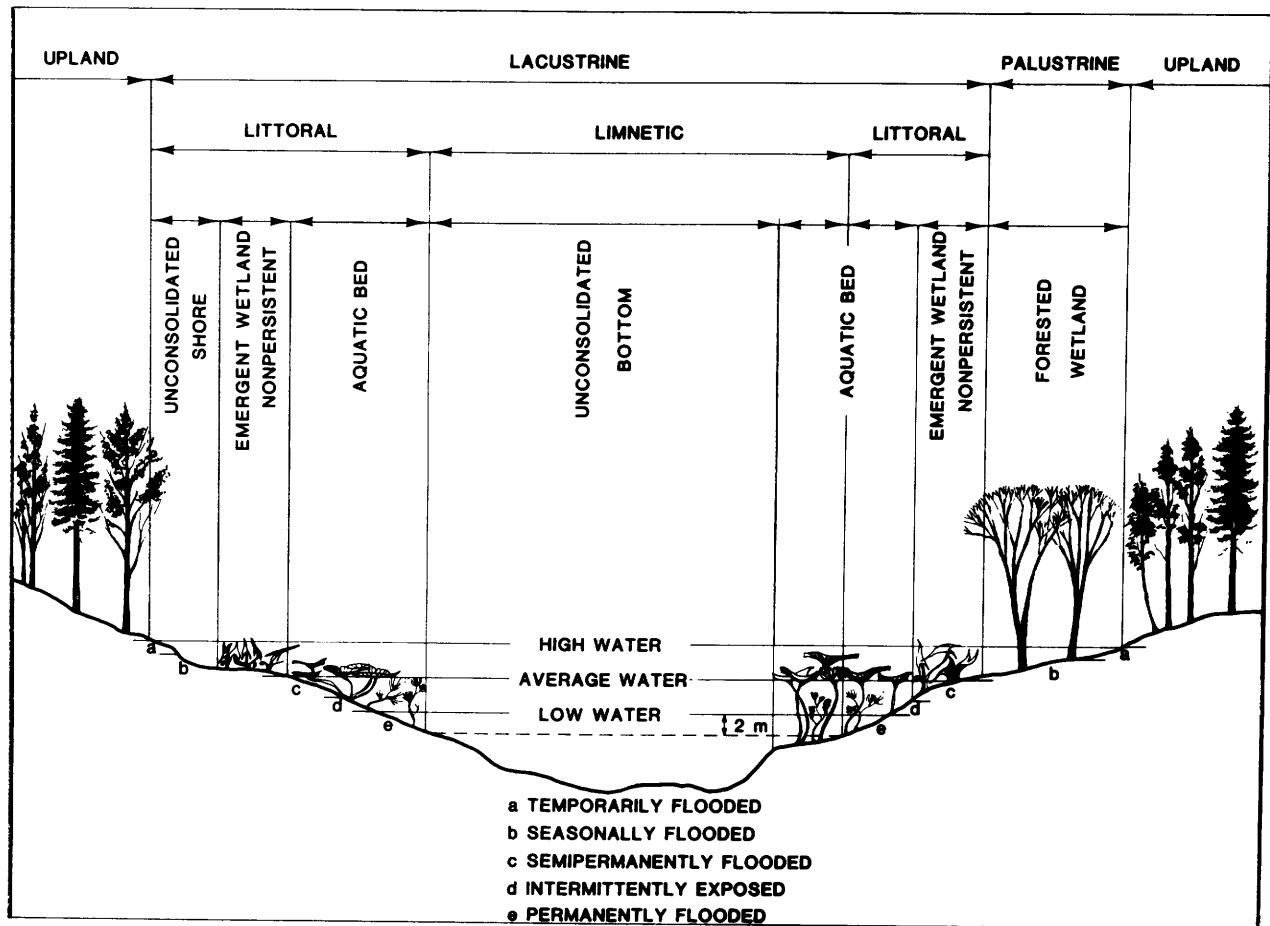 UPLAND
LACUSTRINE
PALUSTRINE
UPLAND
LITTORAL
LIMNETIC
LITTORAL
UNCONSOLIDATED
SHORE
EMERGENT WETLAND
NONPERSISTENT
AQUATIC BED
UNCONSOLIDATED
BOTTOM
AQUATIC BED
EMERGENT WETLAND
NONPERSISTENT
FORESTED
WETLAND
HIGH WATER
a
a
b
b
AVERAGE WATER
c
c
d
d
LOW WATER
e
2 m
e
a TEMPORARILY FLOODED
b SEASONALLY FLOODED
c SEMIPERMANENTLY FLOODED
d INTERMITTENTLY EXPOSED
e PERMANENTLY FLOODED